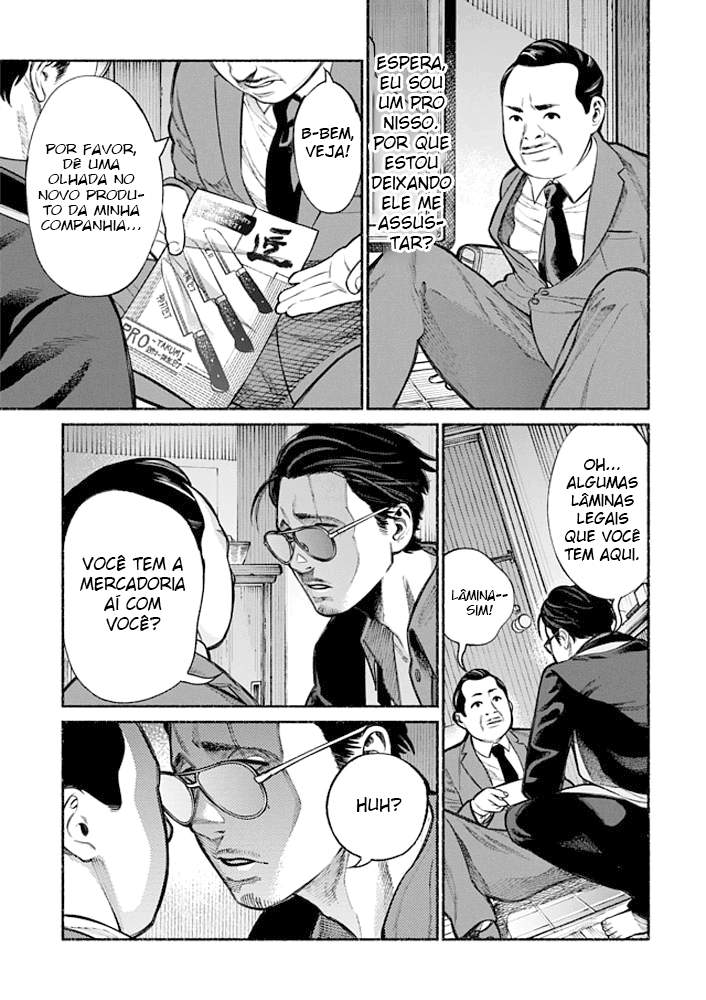 ESPERA,
EU SOU
UM PRO
NISSO.
POR QUE
ESTOU
DEIXANDO
ELE ME
ASSUS-
TAR?
B-BEM,
VEJA!
POR FAVOR,
DÊ UMA
OLHADA NO
NOVO PRODU-
TO DA MINHA
COMPANHIA...
匠
PRO-TAKUMI
OH...
ALGUMAS
LÂMINAS
LEGAIS
QUE VOCÊ
TEM AQUI.
LÂMINA--
SIM!
VOCÊ TEM A
MERCADORIA
AÍ COM
VOCÊ?
HUH?